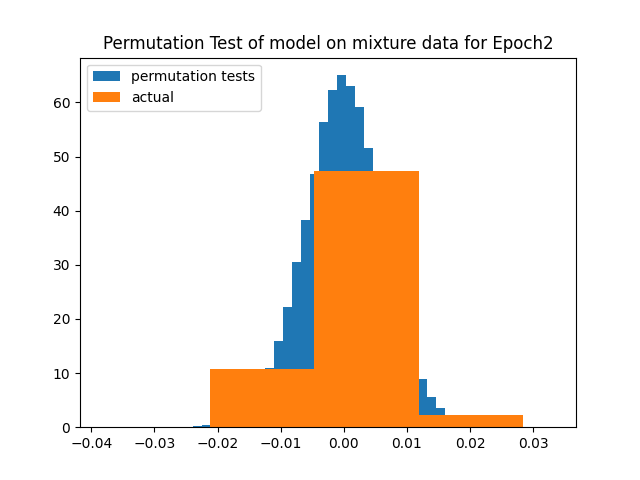 Permutation Test of model on mixture data for Epoch2
permutation tests
actual
60
50
40
30
20
10
0
−0.04 −0.03 −0.02 −0.01 0.00 0.01 0.02 0.03